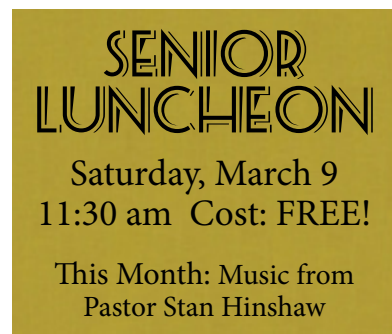 SENIOR
LUNCHEON
Saturday, March 9
11:30 am Cost: FREE!
This Month: Music from
Pastor Stan Hinshaw